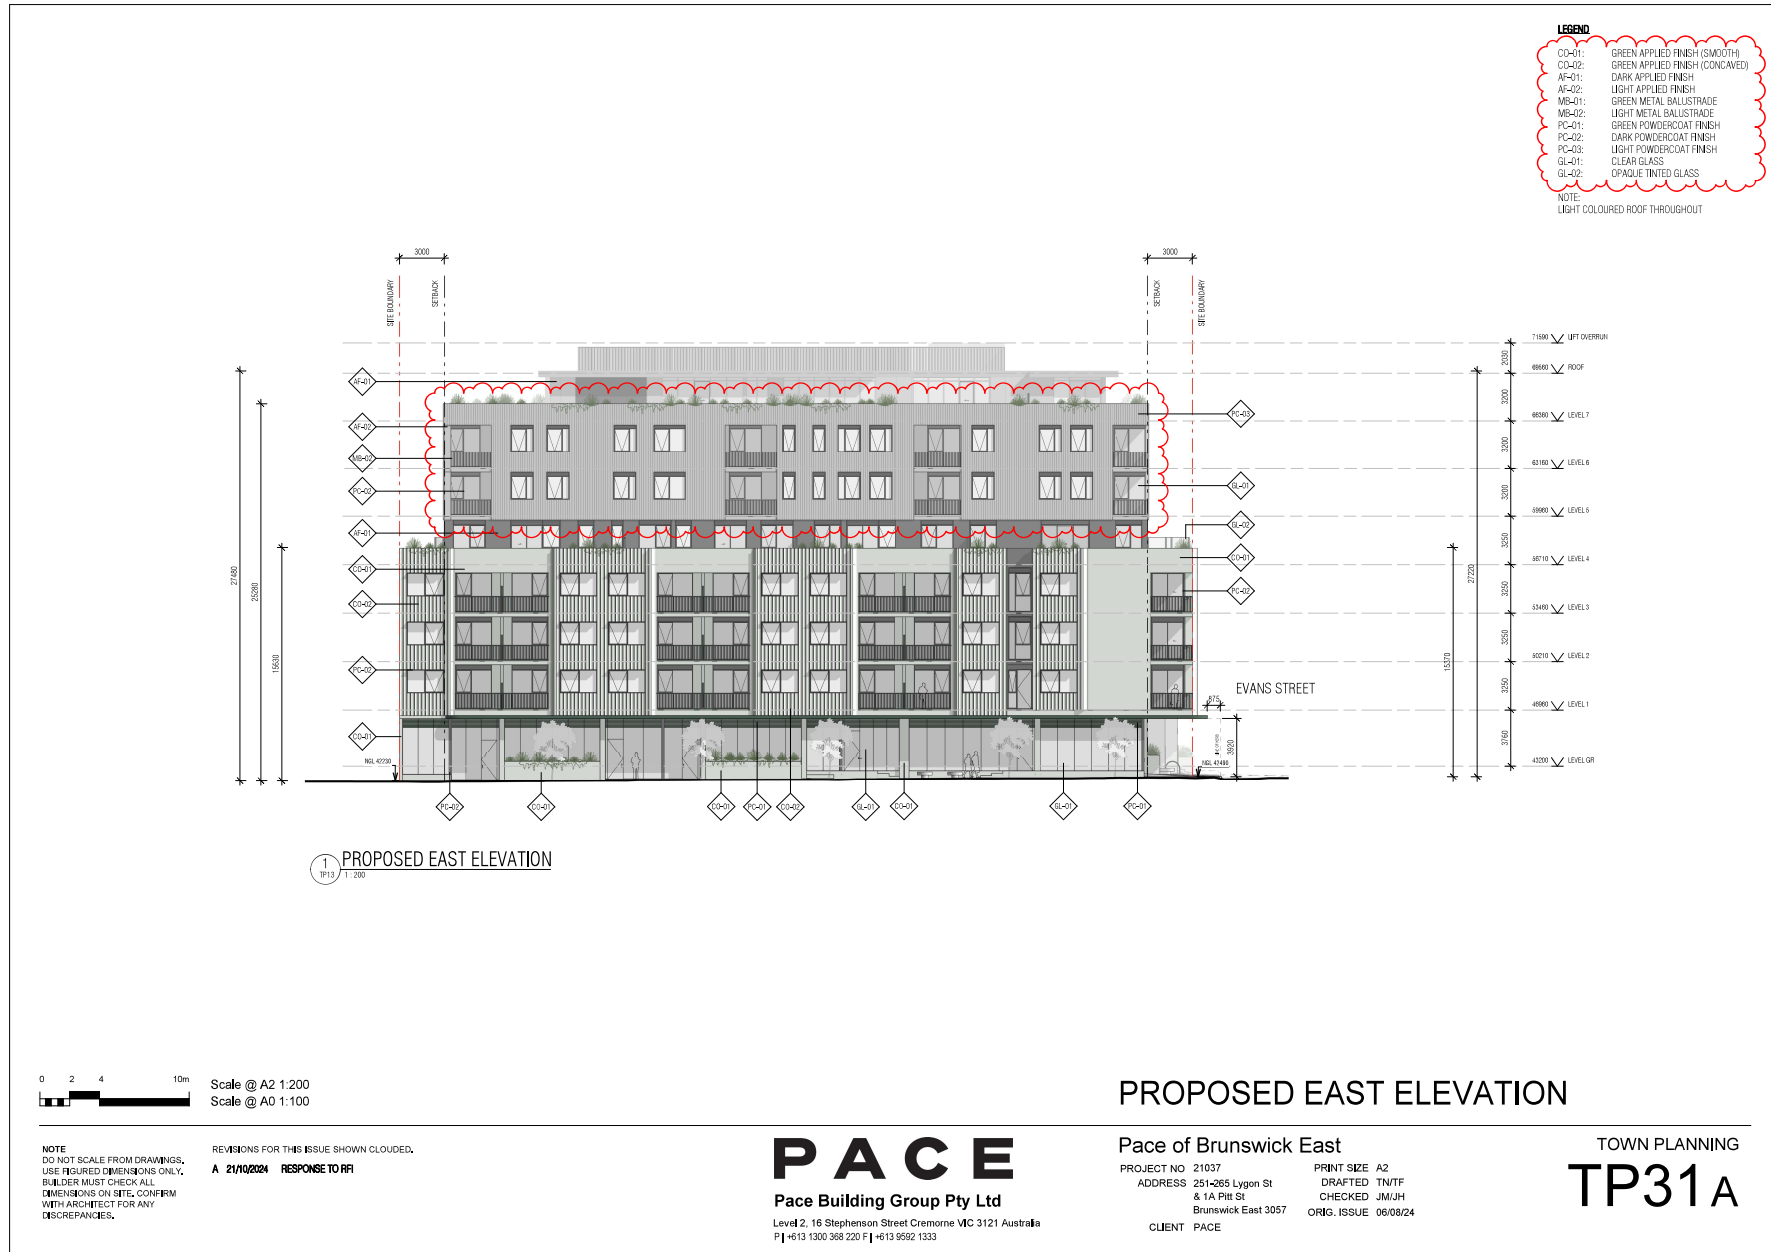 LEGEND
CO-01: GREEN APPLIED FINISH (SMOOTH)
CO-02: GREEN APPLIED FINISH (CONCAVED)
AF-01: DARK APPLIED FINISH
AF-02: LIGHT APPLIED FINISH
MB-01: GREEN METAL BALUSTRADE
MB-02: LIGHT METAL BALUSTRADE
PC-01: GREEN POWDERCOAT FINISH
PC-02: DARK POWDERCOAT FINISH
PC-03: LIGHT POWDERCOAT FINISH
GL-01: CLEAR GLASS
GL-02: OPAQUE TINTED GLASS
NOTE:
LIGHT COLOURED ROOF THROUGHOUT
3000
3000
SITE BOUNDARY
SETBACK
SETBACK
SITE BOUNDARY
71590 LIFT OVERRUN
2030
69560 ROOF
3200
66360 LEVEL 7
3200
63160 LEVEL 6
3200
59960 LEVEL 5
3250
56710 LEVEL 4
3250
53460 LEVEL 3
3250
50210 LEVEL 2
3250
46960 LEVEL 1
3760
43200 LEVEL GR
AF-01
AF-02
MB-02
PC-02
AF-01
CO-01
CO-02
PC-02
CO-01
PC-03
GL-01
GL-02
CO-01
PC-02
27480
25280
15630
27220
15370
EVANS STREET
875
3920
NGL 42230
NGL 42490
PC-02
CO-01
CO-01
PC-01
CO-02
GL-01
CO-01
GL-01
PC-01
1
TP13
PROPOSED EAST ELEVATION
1 : 200
0 2 4 10m
Scale @ A2 1:200
Scale @ A0 1:100
PROPOSED EAST ELEVATION
NOTE
DO NOT SCALE FROM DRAWINGS.
USE FIGURED DIMENSIONS ONLY.
BUILDER MUST CHECK ALL
DIMENSIONS ON SITE. CONFIRM
WITH ARCHITECT FOR ANY
DISCREPANCIES.
REVISIONS FOR THIS ISSUE SHOWN CLOUDED.
A 21/10/2024 RESPONSE TO RFI
PACE
Pace Building Group Pty Ltd
Level 2, 16 Stephenson Street Cremorne VIC 3121 Australia
P | +613 1300 368 220 F | +613 9592 1333
Pace of Brunswick East
PROJECT NO 21037
ADDRESS 251-265 Lygon St
& 1A Pitt St
Brunswick East 3057
CLIENT PACE
PRINT SIZE A2
DRAFTED TN/TF
CHECKED JM/JH
ORIG. ISSUE 06/08/24
TOWN PLANNING
TP31 A